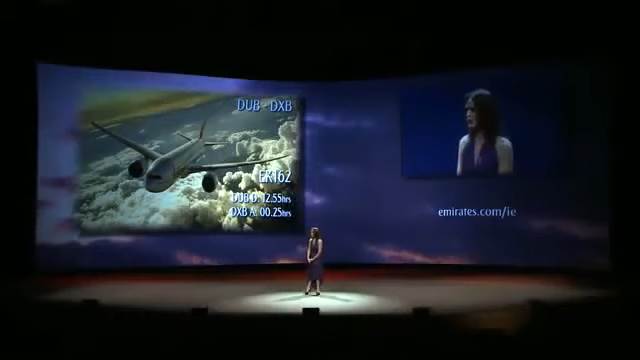 DUB - DXB
EK162
DUB D: 12.55hrs
DXB A: 00.25hrs
emirates.com/ie